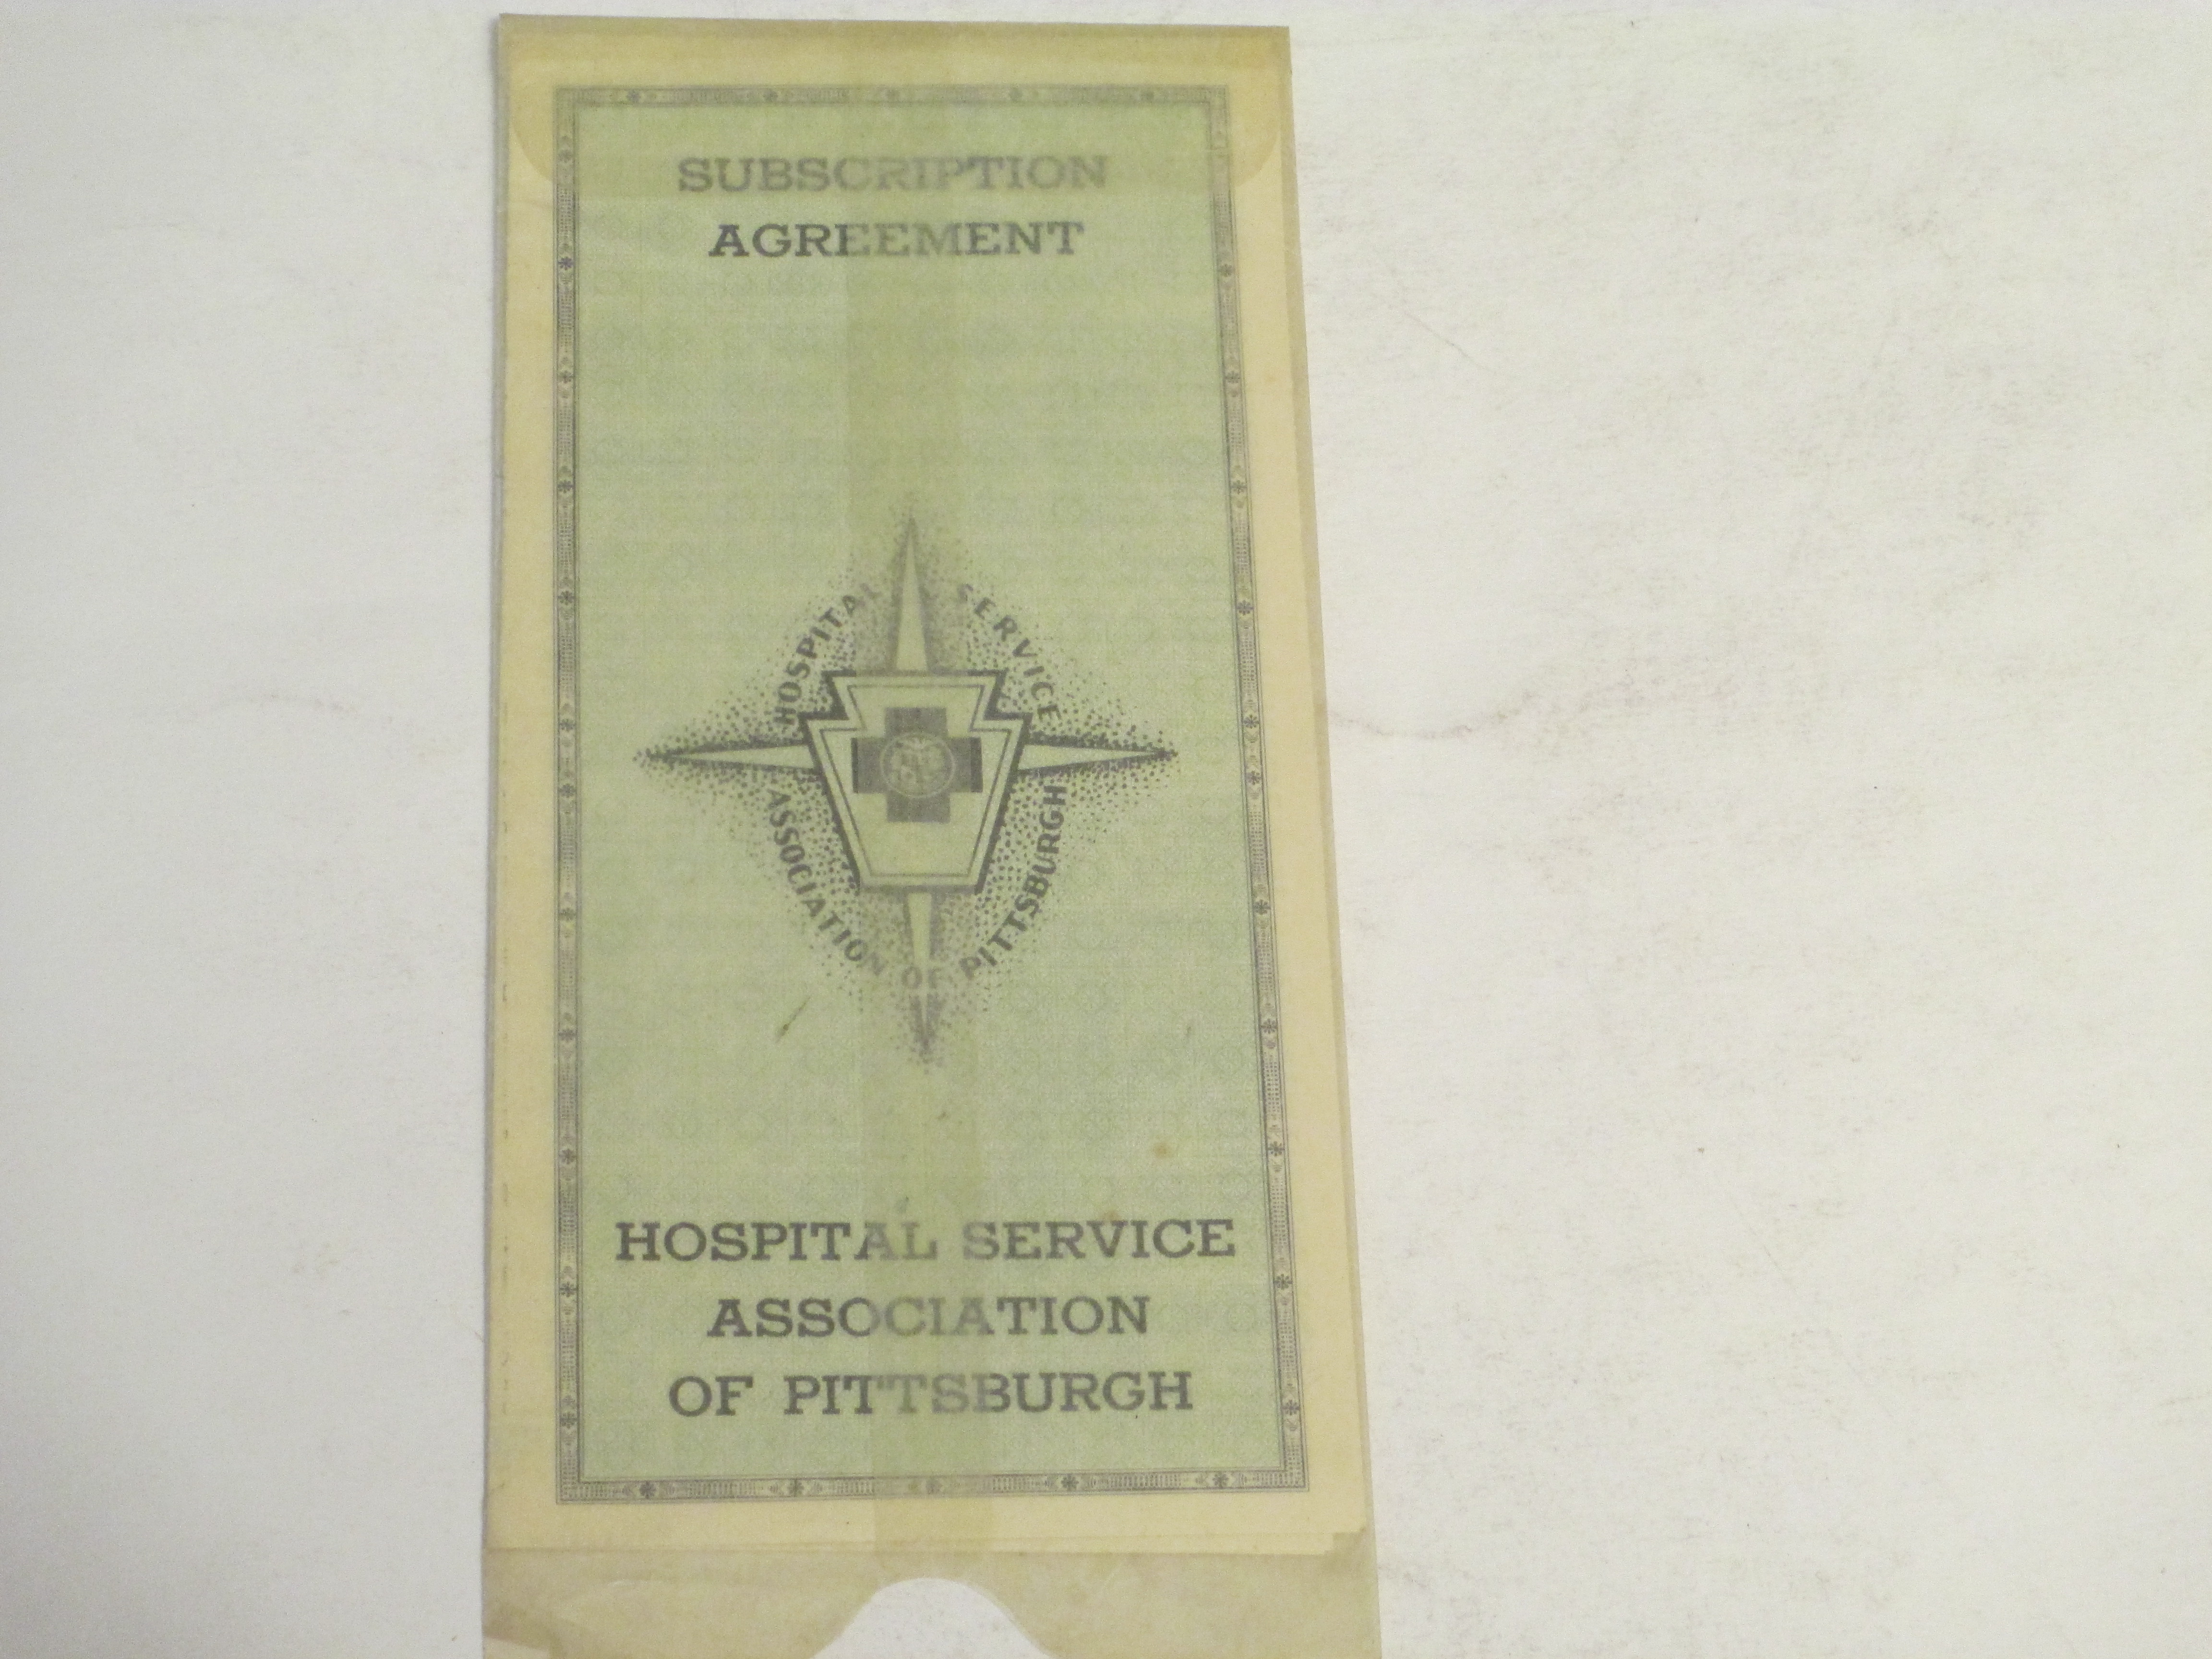 SUBSCRIPTION
AGREEMENT
HOSPITAL SERVICE
ASSOCIATION OF PITTSBURGH
HOSPITAL SERVICE
ASSOCIATION
OF PITTSBURGH